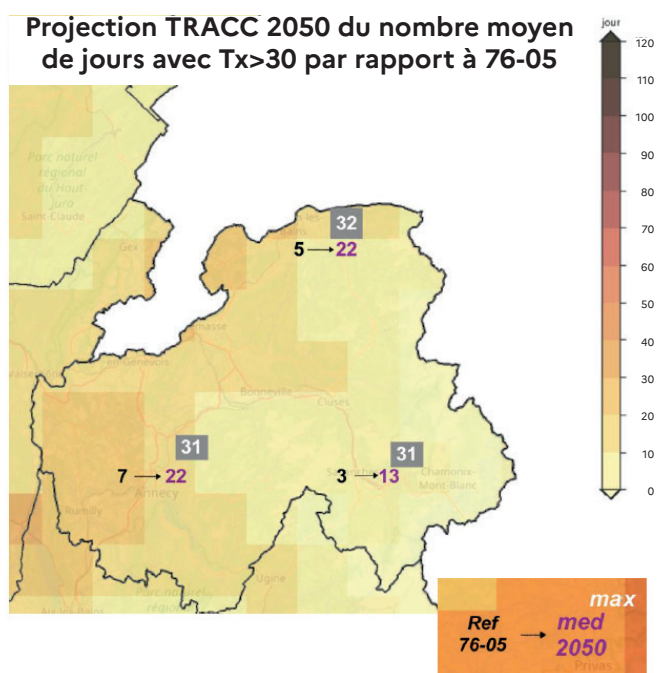 Projection TRACC 2050 du nombre moyen
de jours avec Tx>30 par rapport à 76-05
jour
120
110
100
90
80
70
60
50
40
30
20
10
0
Parc naturel
régional
du Haut-
Jura
Saint-Claude
Gex
32
5 → 22
Bonneville
Cluses
31
7 → 22
Annecy
Rumilly
31
3 → 13
Chamonix-
Mont-Blanc
Ugine
Parc naturel
max
Ref
76-05
→
med
2050
Privas